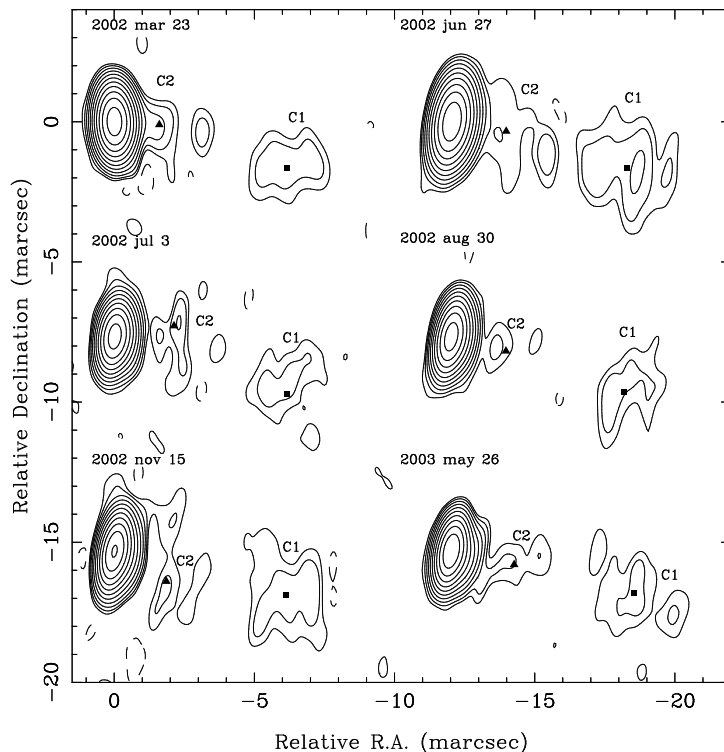 2002 mar 23
2002 jun 27
C2
C2
C1
C1
0
2002 jul 3
2002 aug 30
−5
C2
C2
C1
C1
−10
2002 nov 15
2003 may 26
C1
C2
C2
C1
−15
−20
0
−5
−10
−15
−20
Relative R.A. (marcsec)
Relative Declination (marcsec)